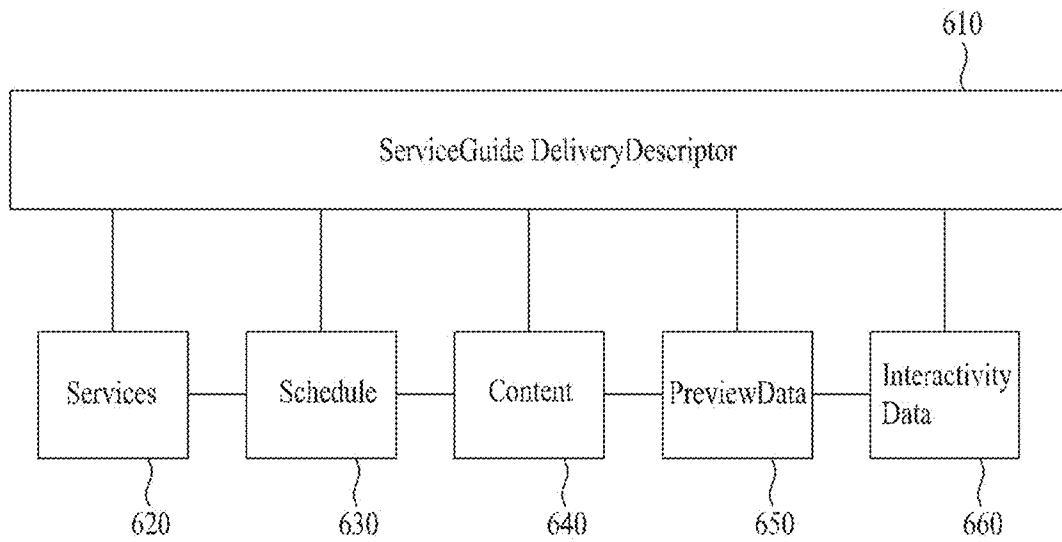 610
ServiceGuide DeliveryDescriptor
Services
Schedule
Content
PreviewData
Interactivity
Data
620
630
640
650
660